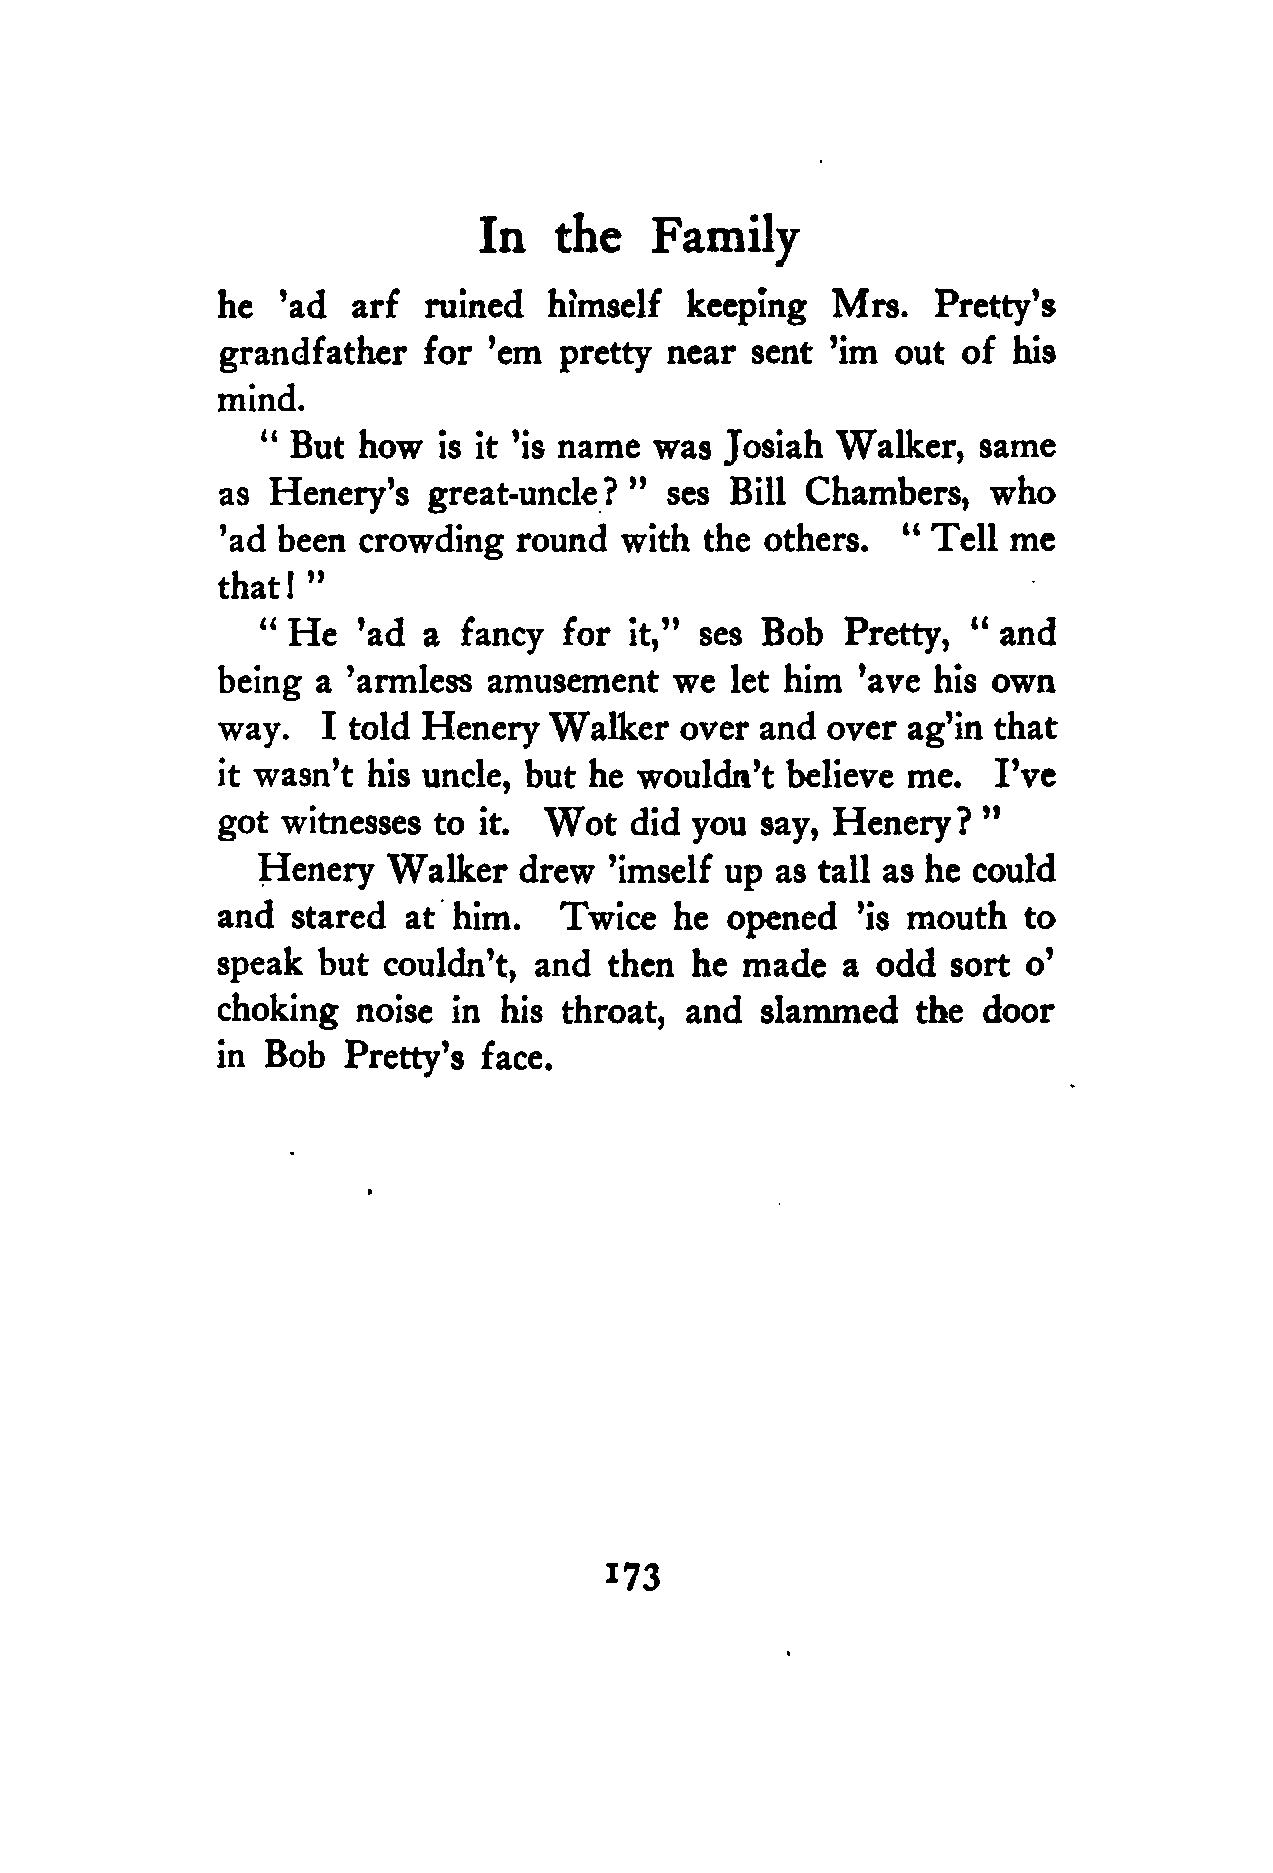 In the Family
he 'ad arf ruined himself keeping Mrs. Pretty's
grandfather for 'em pretty near sent 'im out of his
mind.
" But how is it 'is name was Josiah Walker, same
as Henery's great-uncle? " ses Bill Chambers, who
'ad been crowding round with the others. " Tell me
that! "
" He 'ad a fancy for it," ses Bob Pretty, " and
being a 'armless amusement we let him 'ave his own
way. I told Henery Walker over and over ag'in that
it wasn't his uncle, but he wouldn't believe me. I've
got witnesses to it. Wot did you say, Henery? "
Henery Walker drew 'imself up as tall as he could
and stared at him. Twice he opened 'is mouth to
speak but couldn't, and then he made a odd sort o'
choking noise in his throat, and slammed the door
in Bob Pretty's face.
173